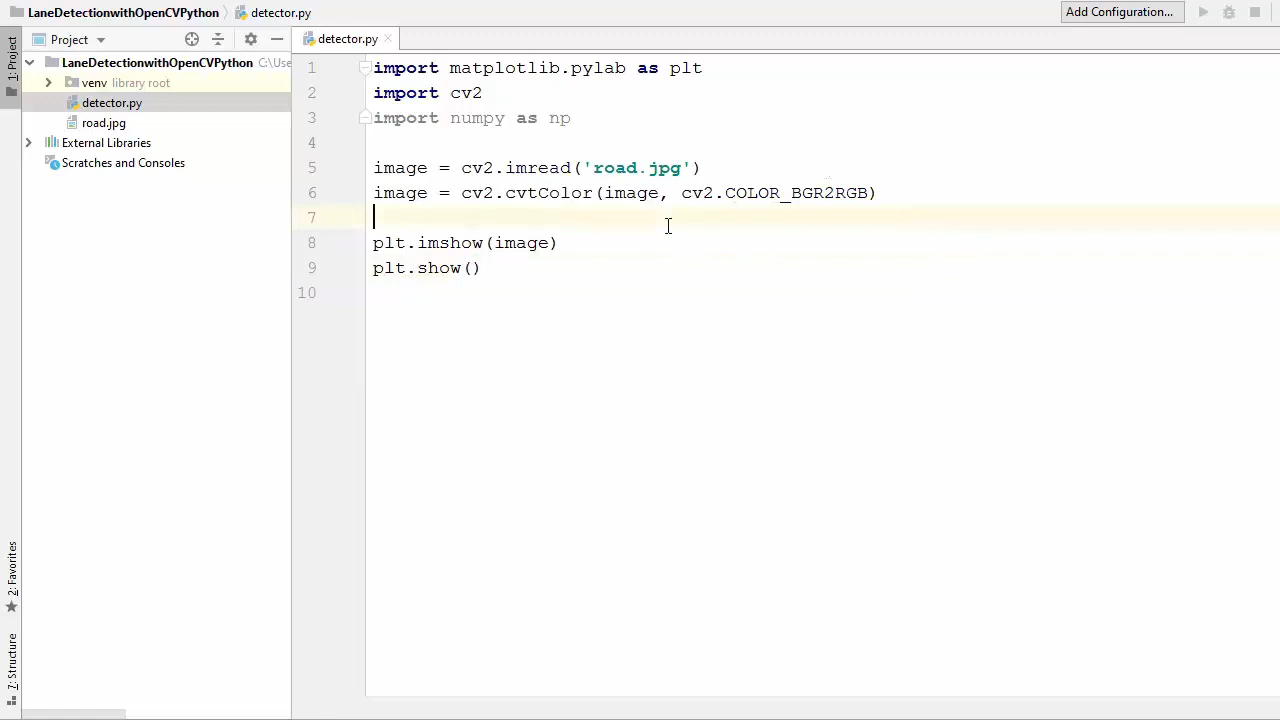 LaneDetectionwithOpenCVPython detector.py Add Configuration...
1: Project
Project
LaneDetectionwithOpenCVPython C:\Use
venv library root
detector.py
road.jpg
External Libraries
Scratches and Consoles
2: Favorites
7: Structure
detector.py
1 import matplotlib.pylab as plt
2 import cv2
3 import numpy as np
4
5 image = cv2.imread('road.jpg')
6 image = cv2.cvtColor(image, cv2.COLOR_BGR2RGB)
7
8 plt.imshow(image)
9 plt.show()
10